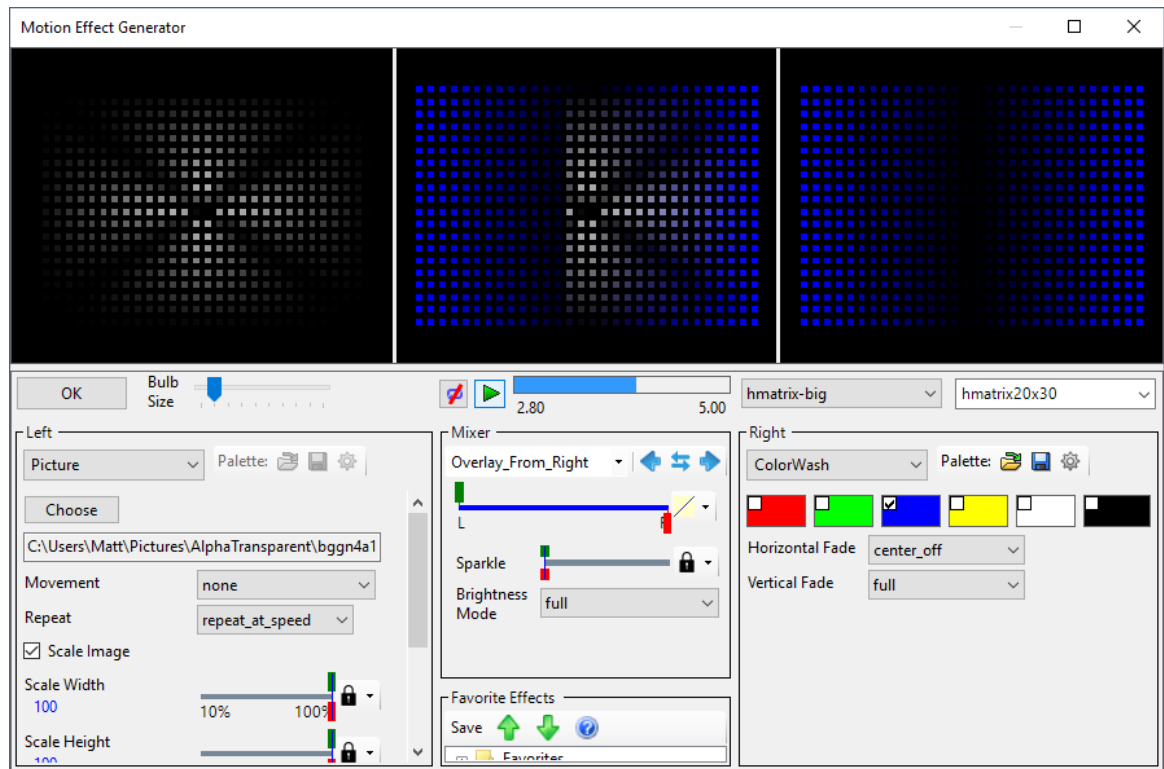 Motion Effect Generator
OK
Bulb Size
2.80
5.00
hmatrix-big
hmatrix20x30
Left
Picture
Palette:
Choose
C:\Users\Matt\Pictures\AlphaTransparent\bggn4a1
Movement
none
Repeat
repeat_at_speed
Scale Image
Scale Width
100
10%
100%
Scale Height
100
Mixer
Overlay_From_Right
L
Sparkle
Brightness Mode
full
Favorite Effects
Save
Favorites
Right
ColorWash
Palette:
Horizontal Fade
center_off
Vertical Fade
full